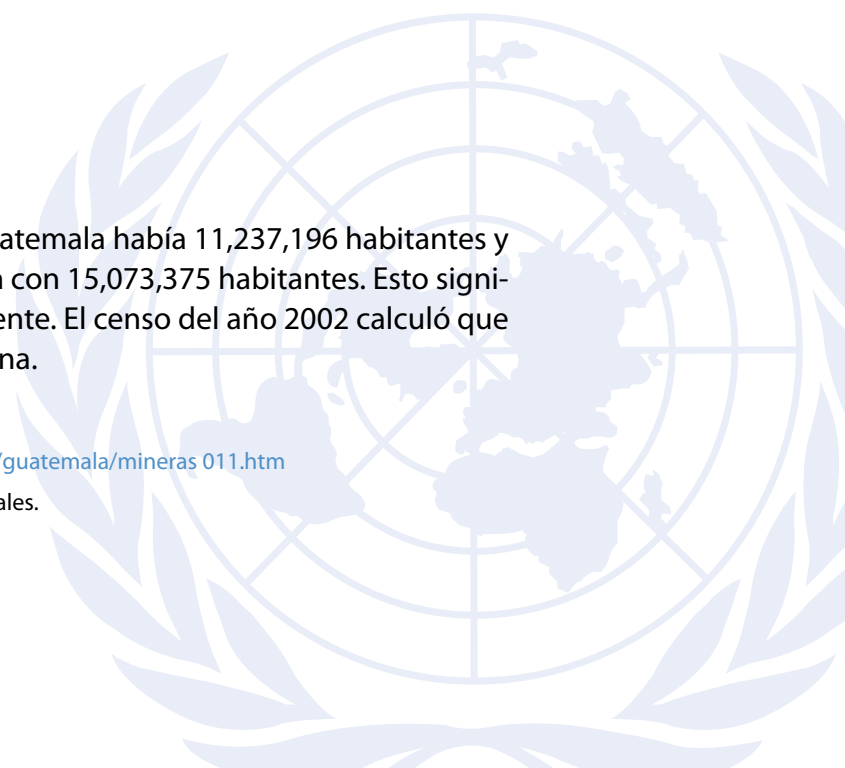 atemala había 11,237,196 habitantes y
con 15,073,375 habitantes. Esto signi-
ente. El censo del año 2002 calculó que
na.
/guatemala/mineras 011.htm
ales.